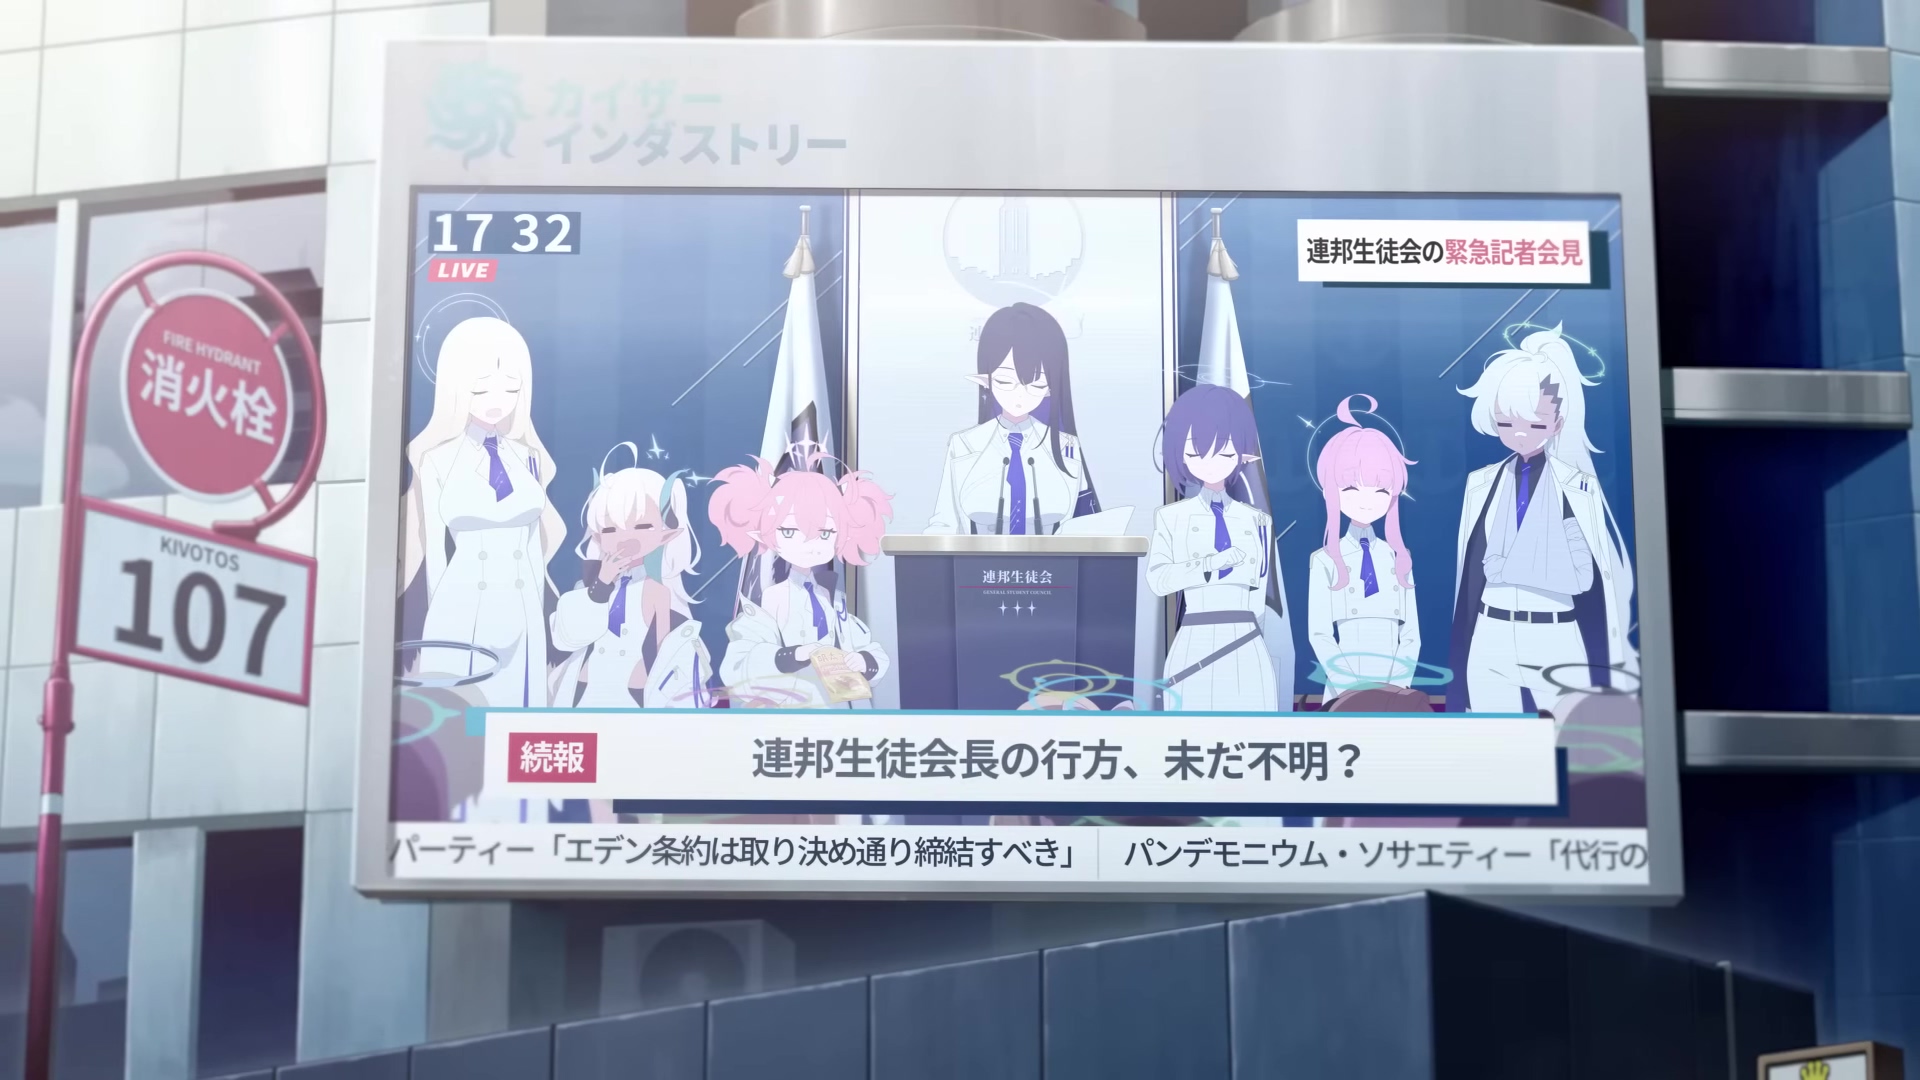 カイザー
インダストリー
17 32
LIVE
連邦生徒会の緊急記者会見
FIRE HYDRANT
消火栓
KIVOTOS
107
連邦生徒会
GENERAL STUDENT COUNCIL
続報
連邦生徒会長の行方、未だ不明？
パーティー「エデン条約は取り決め通り締結すべき」
パンデモニウム・ソサエティー「代行の